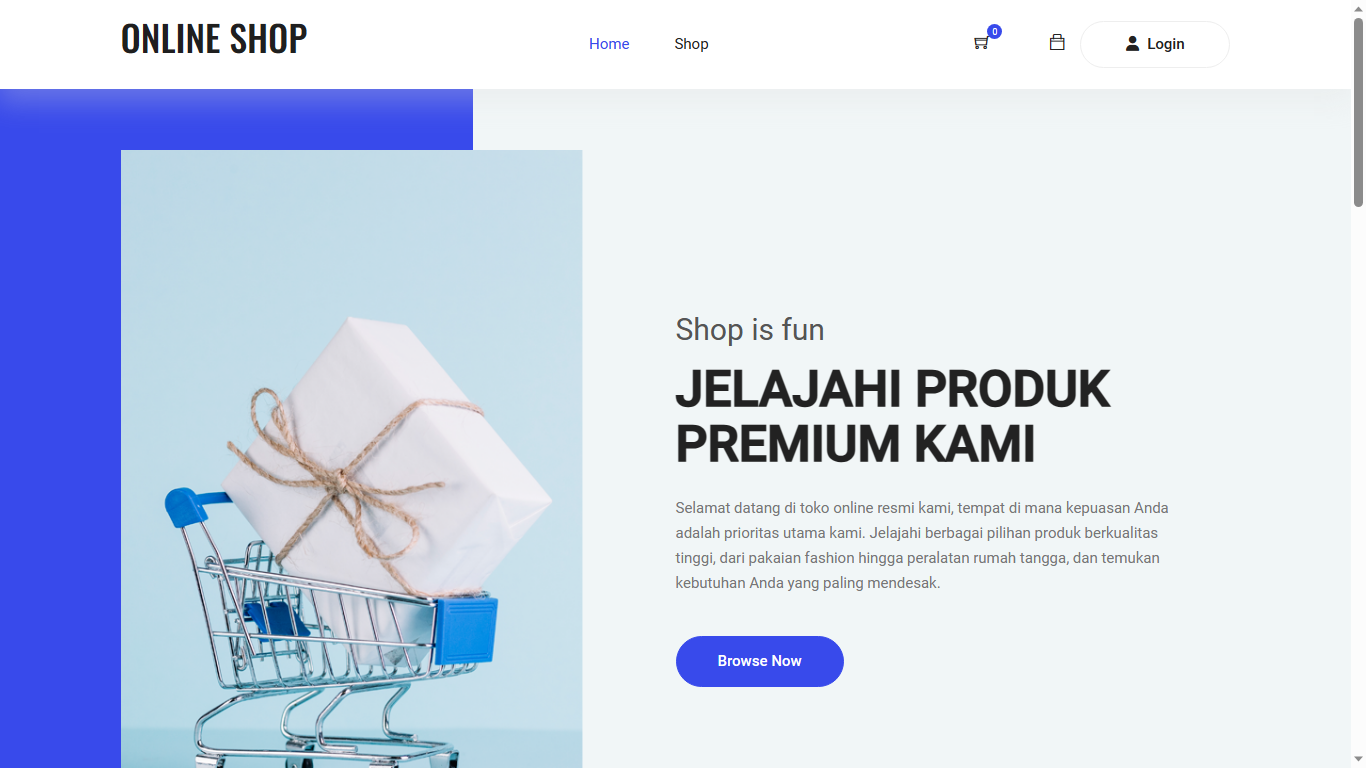 ONLINE SHOP
Home
Shop
0
Login
Shop is fun
JELAJAHI PRODUK
PREMIUM KAMI
Selamat datang di toko online resmi kami, tempat di mana kepuasan Anda
adalah prioritas utama kami. Jelajahi berbagai pilihan produk berkualitas
tinggi, dari pakaian fashion hingga peralatan rumah tangga, dan temukan
kebutuhan Anda yang paling mendesak.
Browse Now